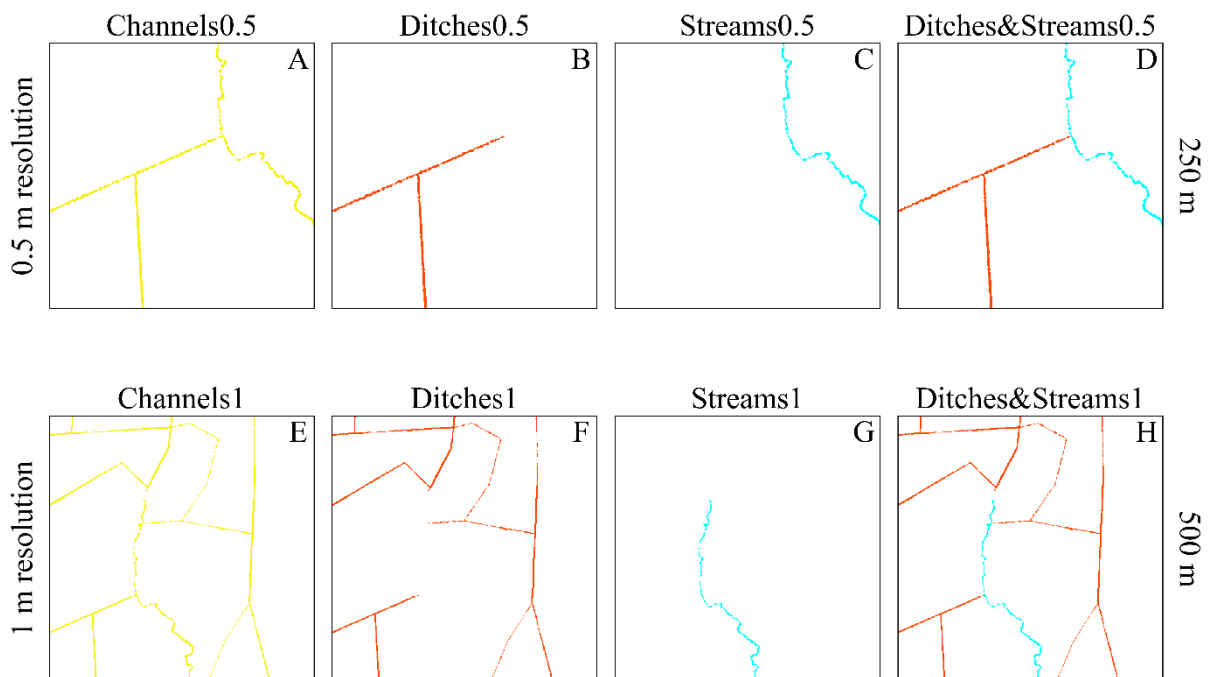 Channels0.5 Ditches0.5 Streams0.5 Ditches&Streams0.5
A B C D
0.5 m resolution
250 m
Channels1 Ditches1 Streams1 Ditches&Streams1
E F G H
1 m resolution
500 m